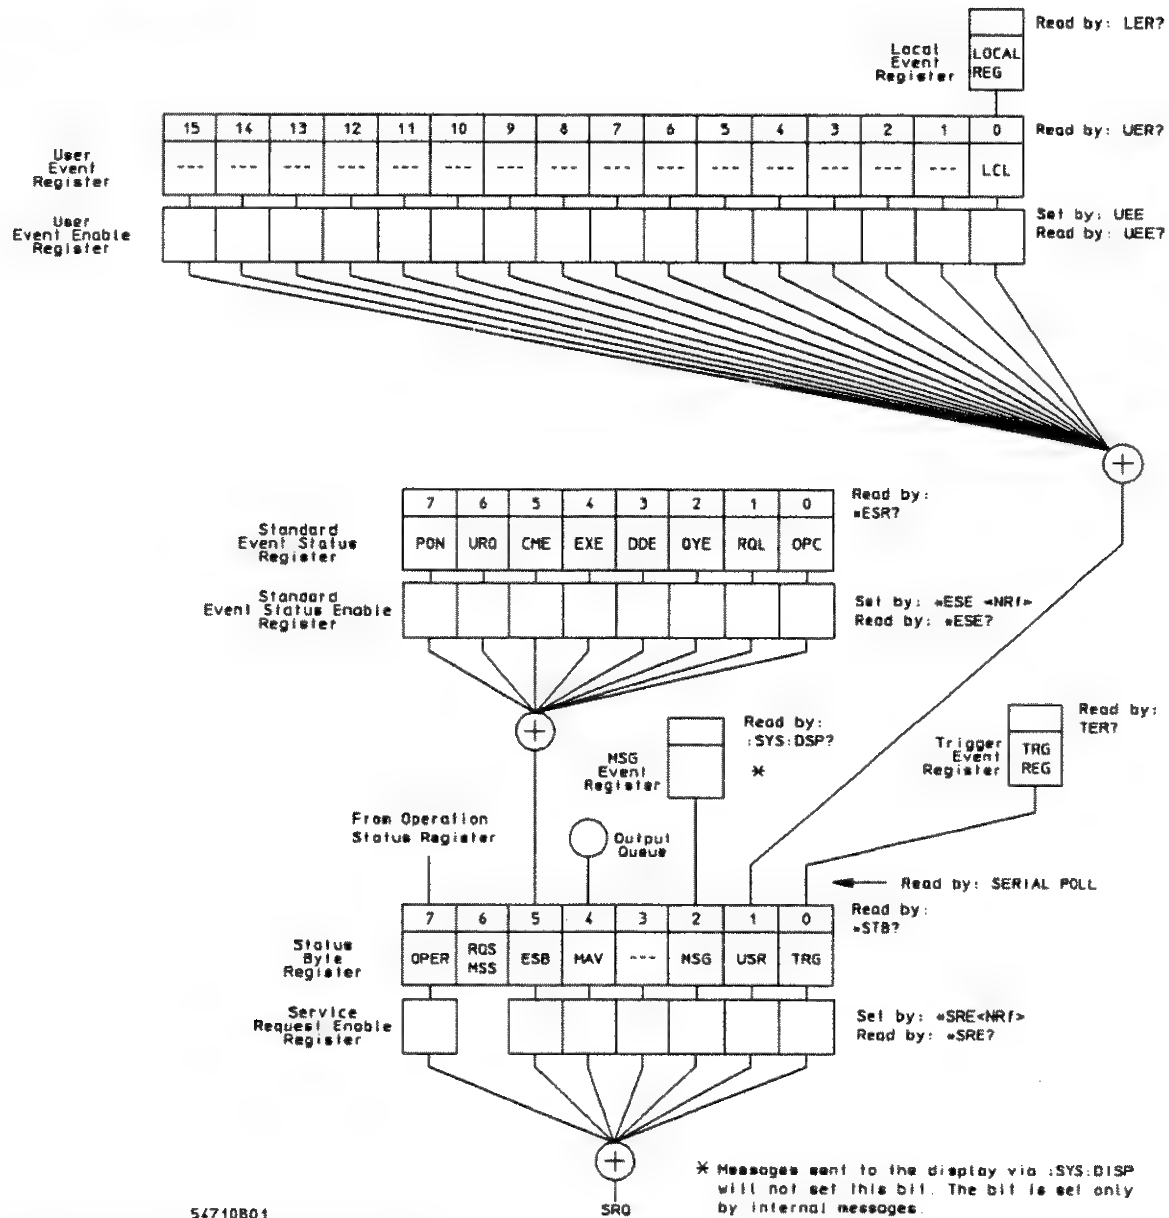 Read by: LER?
Local
Event
Register
LOCAL
REG
15 14 13 12 11 10 9 8 7 6 5 4 3 2 1 0
Read by: UER?
User
Event
Register
--- --- --- --- --- --- --- --- --- --- --- --- --- --- --- LCL
User
Event Enable
Register
Set by: UEE
Read by: UEE?
7 6 5 4 3 2 1 0
Read by:
*ESR?
Standard
Event Status
Register
PON URQ CME EXE DDE QYE RQL OPC
Standard
Event Status Enable
Register
Set by: *ESE <NRf>
Read by: *ESE?
Read by:
:SYS:DSP?
MSG
Event
Register
*
Trigger
Event
Register
TRG
REG
Read by:
TER?
From Operation
Status Register
Output
Queue
Read by: SERIAL POLL
7 6 5 4 3 2 1 0
Read by:
*STB?
Status
Byte
Register
OPER RQS MSS ESB MAV --- MSG USR TRG
Service
Request Enable
Register
Set by: *SRE<NRf>
Read by: *SRE?
SRQ
* Messages sent to the display via :SYS:DISP
will not set this bit. The bit is set only
by internal messages.
54710B01